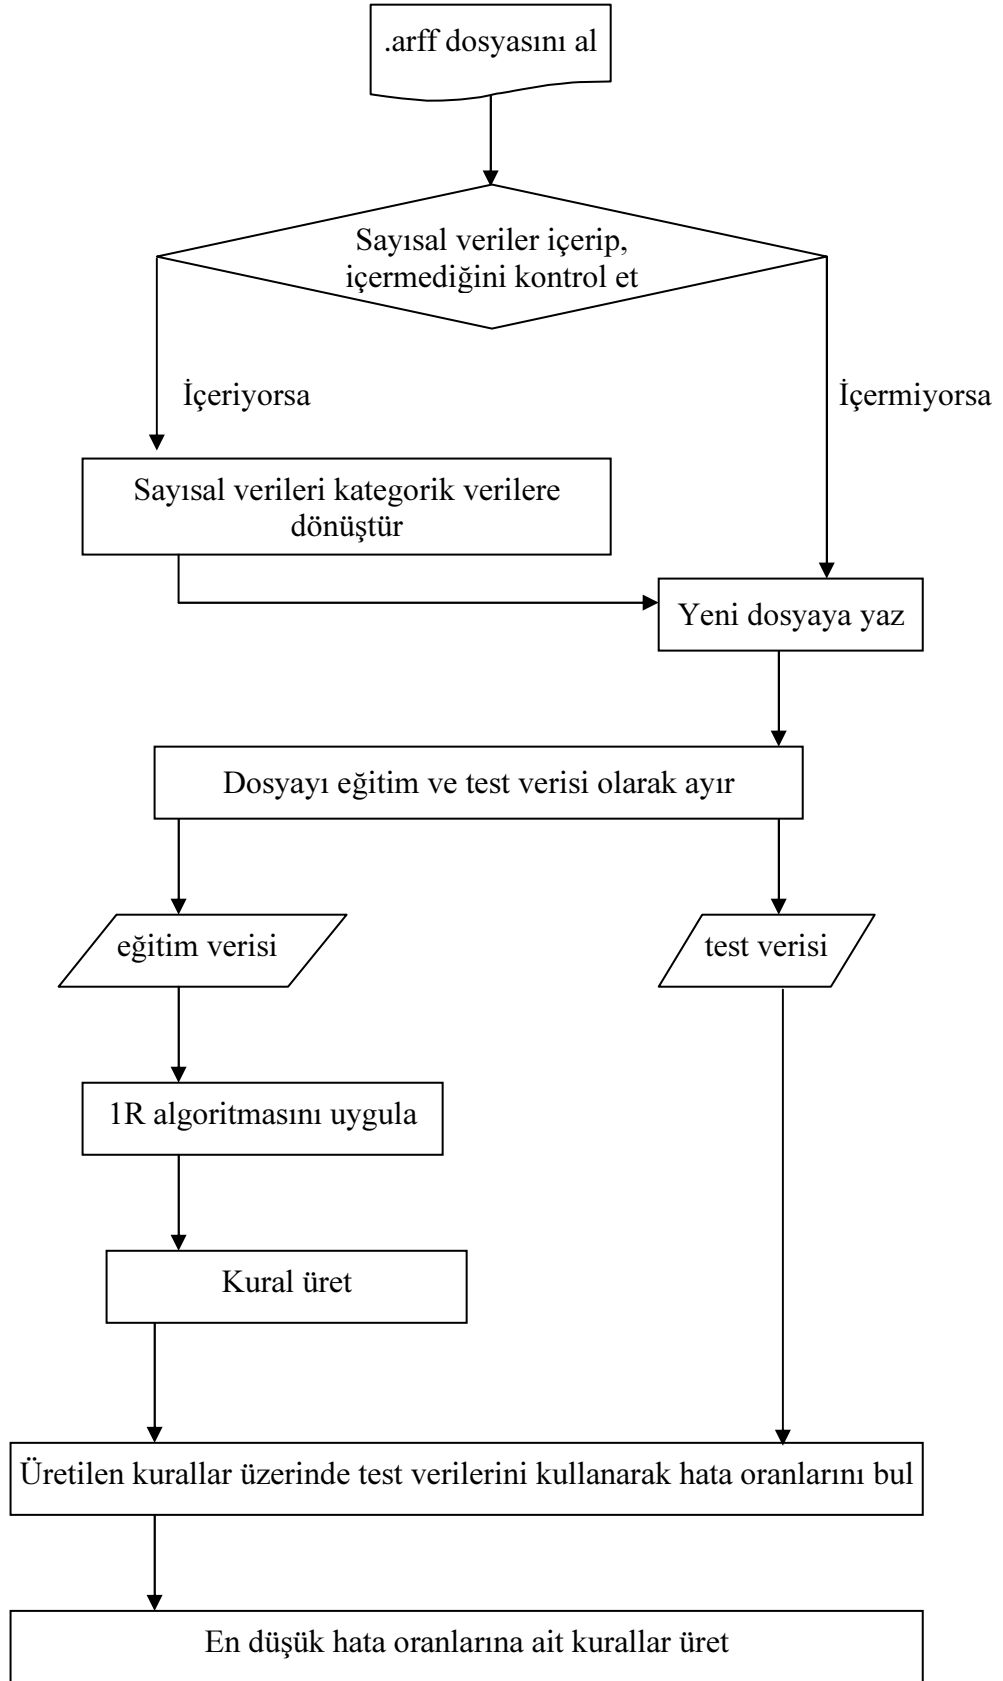 .arff dosyasını al
Sayısal veriler içerip,
içermediğini kontrol et
İçeriyorsa
İçermiyorsa
Sayısal verileri kategorik verilere
dönüştür
Yeni dosyaya yaz
Dosyayı eğitim ve test verisi olarak ayır
eğitim verisi
test verisi
1R algoritmasını uygula
Kural üret
Üretilen kurallar üzerinde test verilerini kullanarak hata oranlarını bul
En düşük hata oranlarına ait kurallar üret